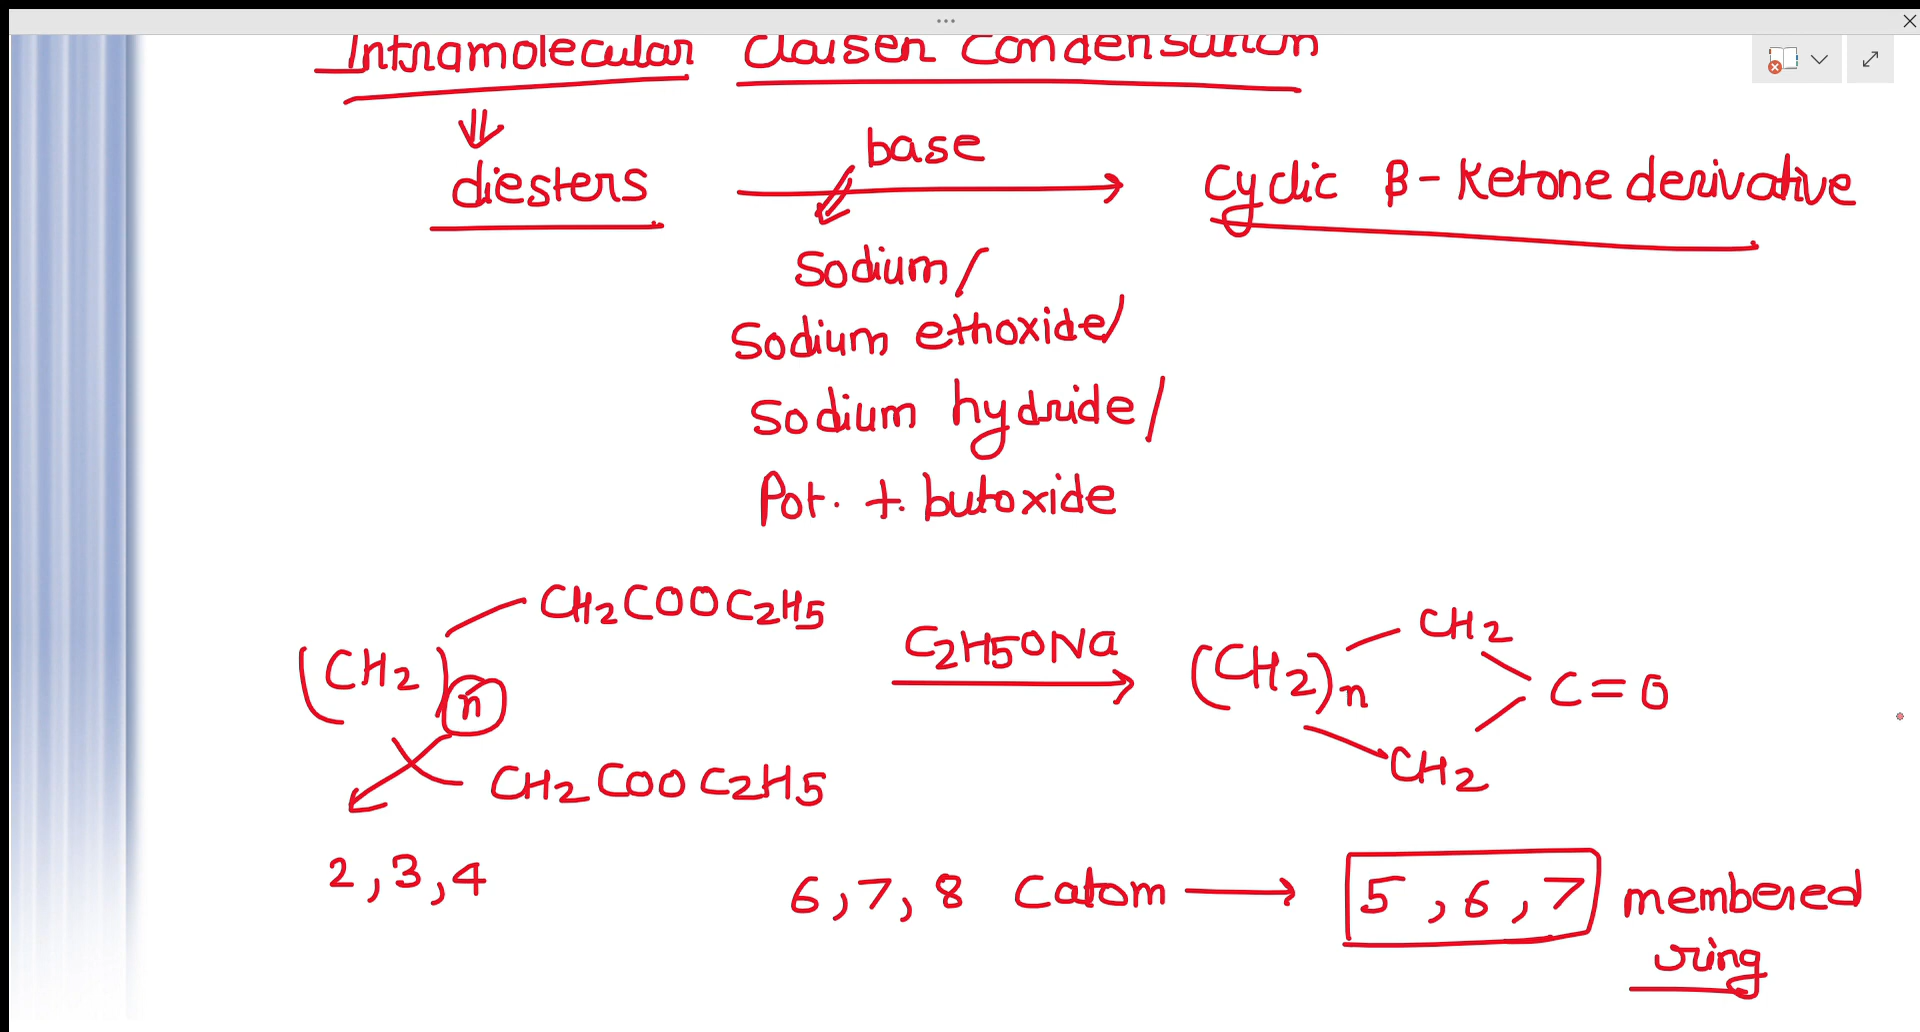 Intramolecular Claisen Condensation
base
diesters → Cyclic β-Ketone derivative
Sodium/
Sodium ethoxide/
Sodium hydride/
Pot. t. butoxide
CH2COOC2H5
(CH2)n
CH2COOC2H5
C2H5ONa
→
CH2
(CH2)n C=O
CH2
2,3,4
6,7,8 Catom → 5,6,7 membered
ring